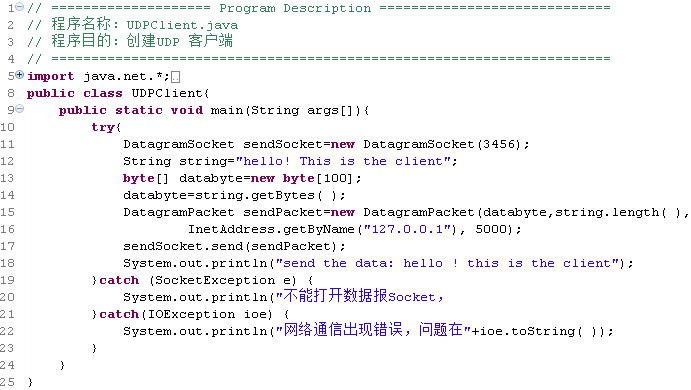 1 // ==================== Program Description ============================
2 // 程序名称：UDPClient.java
3 // 程序目的：创建UDP 客户端
4 // =====================================================================
5 import java.net.*;
8 public class UDPClient{
9 public static void main(String args[]){
10 try{
11 DatagramSocket sendSocket=new DatagramSocket(3456);
12 String string="hello! This is the client";
13 byte[] databyte=new byte[100];
14 databyte=string.getBytes( );
15 DatagramPacket sendPacket=new DatagramPacket(databyte,string.length( ),
16 InetAddress.getByName("127.0.0.1"), 5000);
17 sendSocket.send(sendPacket);
18 System.out.println("send the data: hello ! this is the client");
19 }catch (SocketException e) {
20 System.out.println("不能打开数据报Socket，
21 }catch(IOException ioe) {
22 System.out.println("网络通信出现错误，问题在"+ioe.toString( ));
23 }
24 }
25 }